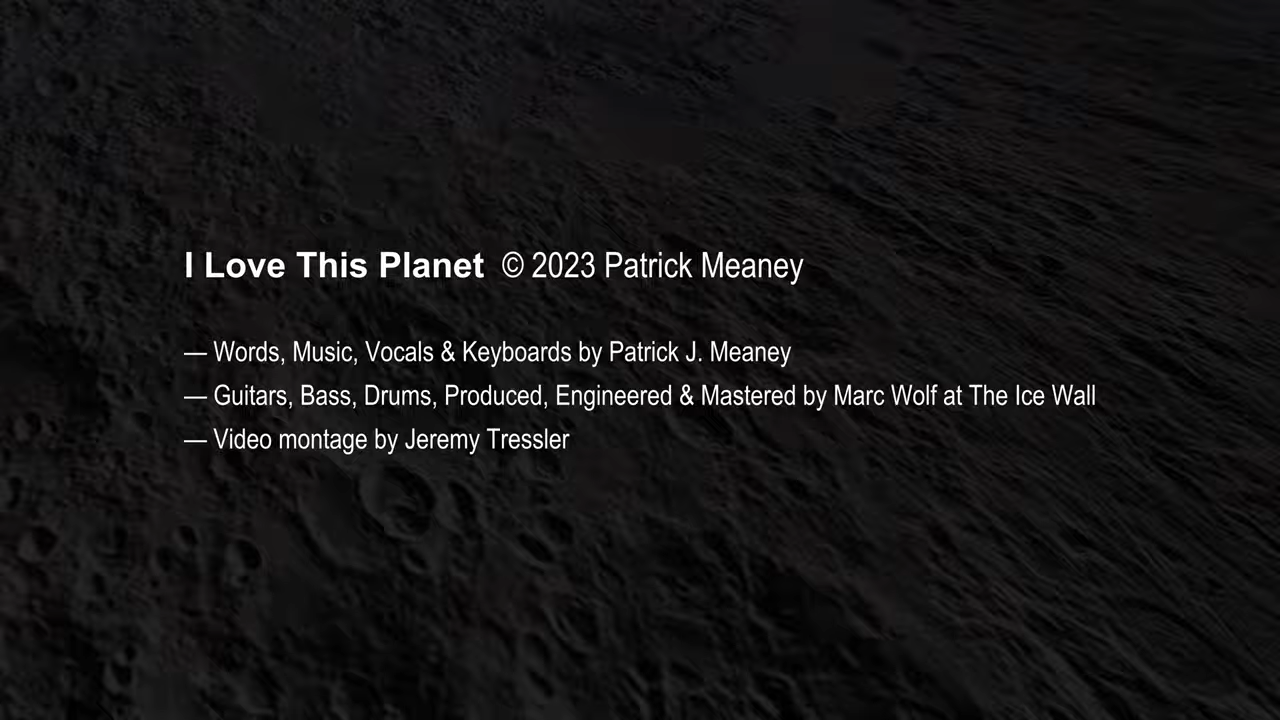 I Love This Planet © 2023 Patrick Meaney
— Words, Music, Vocals & Keyboards by Patrick J. Meaney
— Guitars, Bass, Drums, Produced, Engineered & Mastered by Marc Wolf at The Ice Wall
— Video montage by Jeremy Tressler